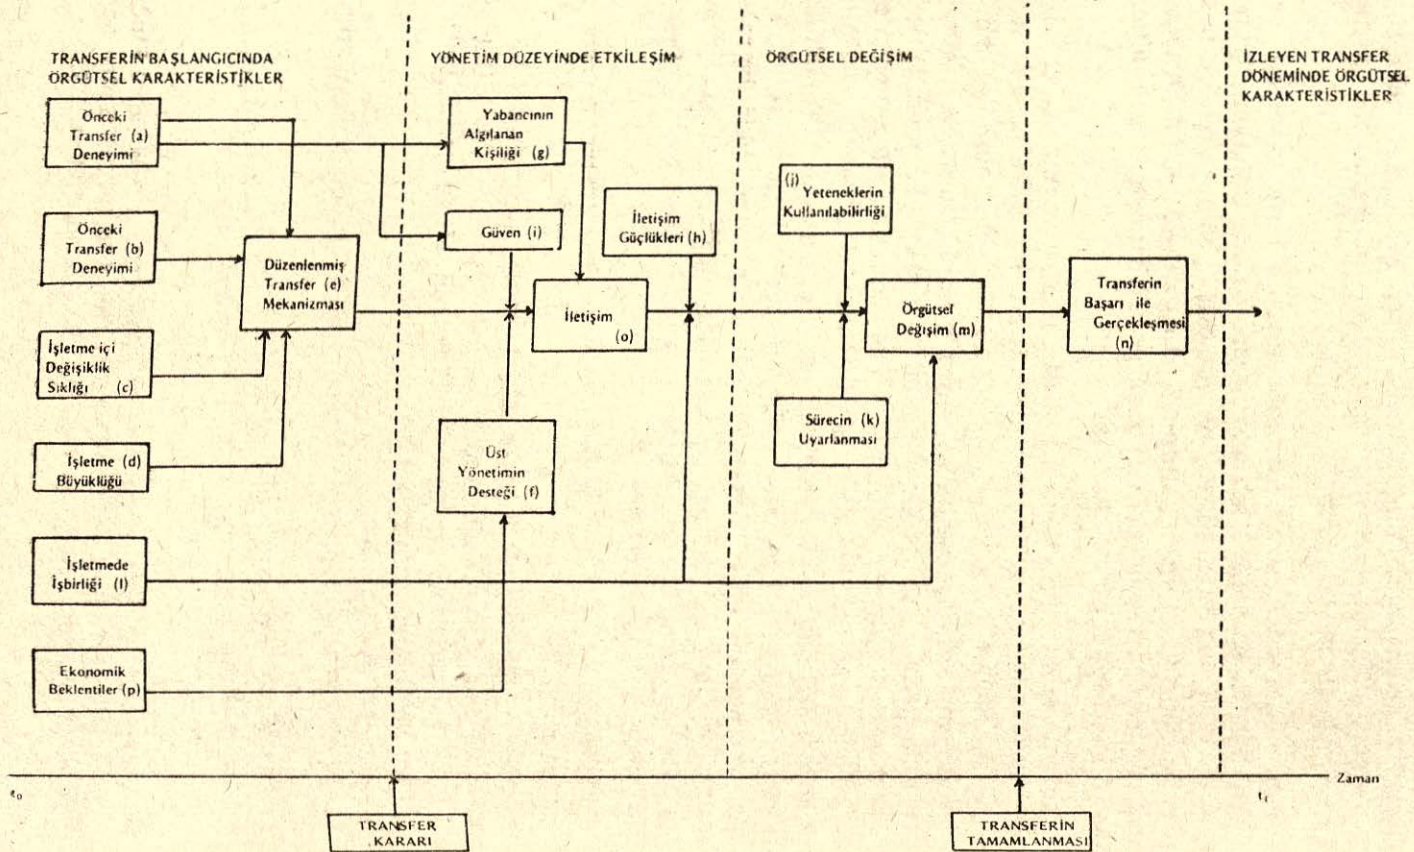 TRANSFERİN BAŞLANGICINDA
ÖRGÜTSEL KARAKTERİSTİKLER
YÖNETİM DÜZEYİNDE ETKİLEŞİM
ÖRGÜTSEL DEĞİŞİM
İZLEYEN TRANSFER
DÖNEMİNDE ÖRGÜTSEL
KARAKTERİSTİKLER
Önceki
Transfer (a)
Deneyimi
Önceki
Transfer (b)
Deneyimi
İşletme içi
Değişiklik
Sıklığı (c)
İşletme (d)
Büyüklüğü
İşletmede
İşbirliği (l)
Ekonomik
Beklentiler (p)
Düzenlenmiş
Transfer (e)
Mekanizması
Yabancının
Algılanan
Kişiliği (g)
Güven (i)
Üst
Yönetimin
Desteği (f)
İletişim
(o)
İletişim
Güçlükleri (h)
(j)
Yeteneklerin
Kullanılabilirliği
Sürecin (k)
Uyarlanması
Örgütsel
Değişim (m)
Transferin
Başarı ile
Gerçekleşmesi
(n)
Zaman
t₀
t₁
TRANSFER
KARARI
TRANSFERİN
TAMAMLANMASI